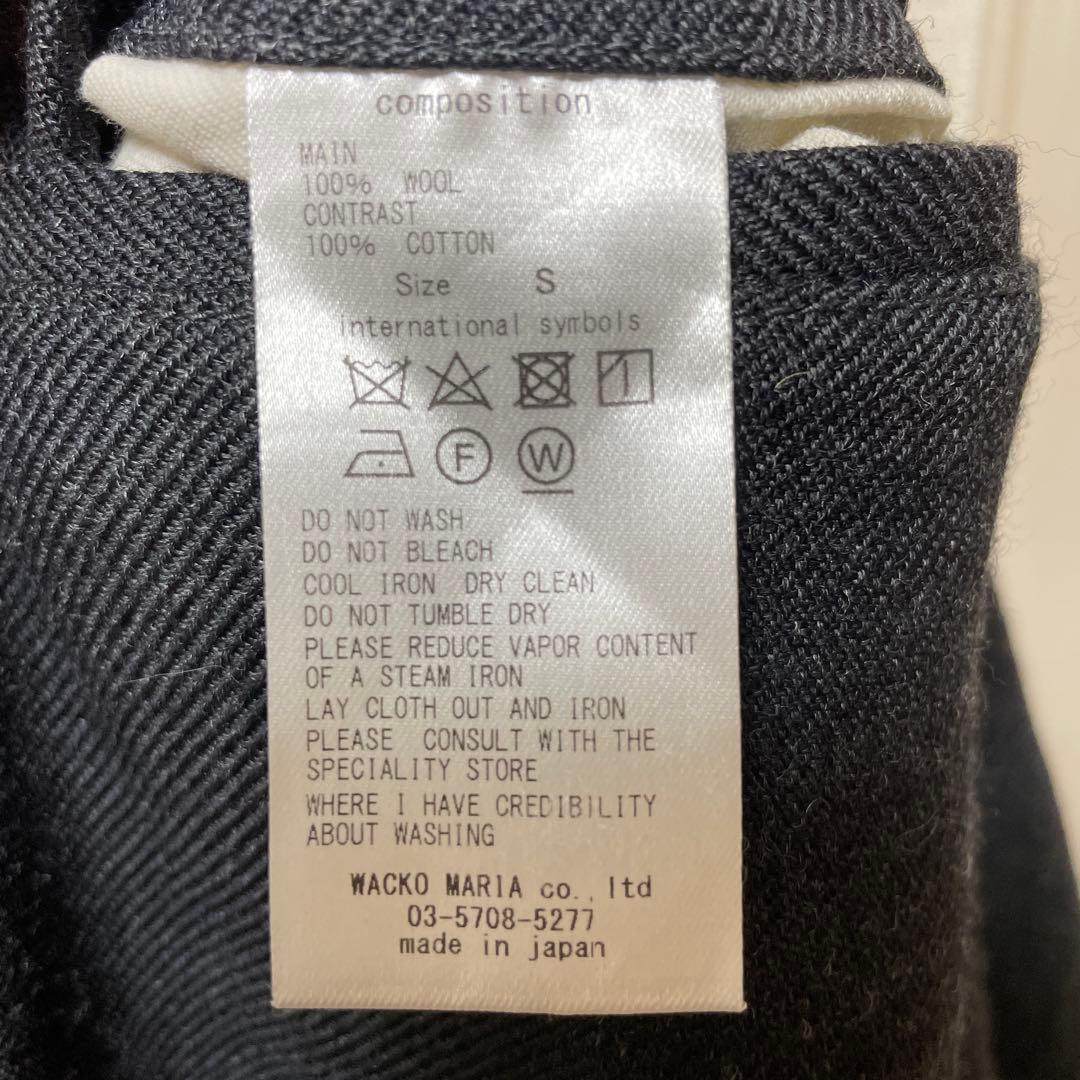 composition
MAIN
100% WOOL
CONTRAST
100% COTTON
Size S
international symbols
F W
DO NOT WASH
DO NOT BLEACH
COOL IRON DRY CLEAN
DO NOT TUMBLE DRY
PLEASE REDUCE VAPOR CONTENT
OF A STEAM IRON
LAY CLOTH OUT AND IRON
PLEASE CONSULT WITH THE
SPECIALITY STORE
WHERE I HAVE CREDIBILITY
ABOUT WASHING
WACKO MARIA co.,ltd
03-5708-5277
made in japan